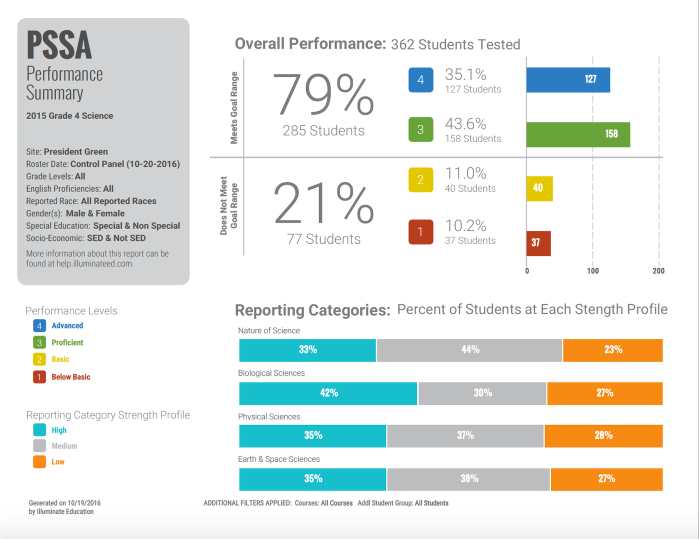 PSSA
Performance
Summary
2015 Grade 4 Science
Site: President Green
Roster Date: Control Panel (10-20-2016)
Grade Levels: All
English Proficiencies: All
Reported Race: All Reported Races
Gender(s): Male & Female
Special Education: Special & Non Special
Socio-Economic: SED & Not SED
More information about this report can be
found at help.illuminateed.com.
Overall Performance: 362 Students Tested
Meets Goal Range
79%
285 Students
4
35.1%
127 Students
127
3
43.6%
158 Students
158
Does Not Meet
Goal Range
21%
77 Students
2
11.0%
40 Students
40
1
10.2%
37 Students
37
0 100 200
Performance Levels
4 Advanced
3 Proficient
2 Basic
1 Below Basic
Reporting Category Strength Profile
High
Medium
Low
Reporting Categories: Percent of Students at Each Stength Profile
Nature of Science
33% 44% 23%
Biological Sciences
42% 30% 27%
Physical Sciences
35% 37% 28%
Earth & Space Sciences
35% 38% 27%
Generated on 10/19/2016
by Illuminate Education
ADDITIONAL FILTERS APPLIED: Courses: All Courses Addl Student Group: All Students